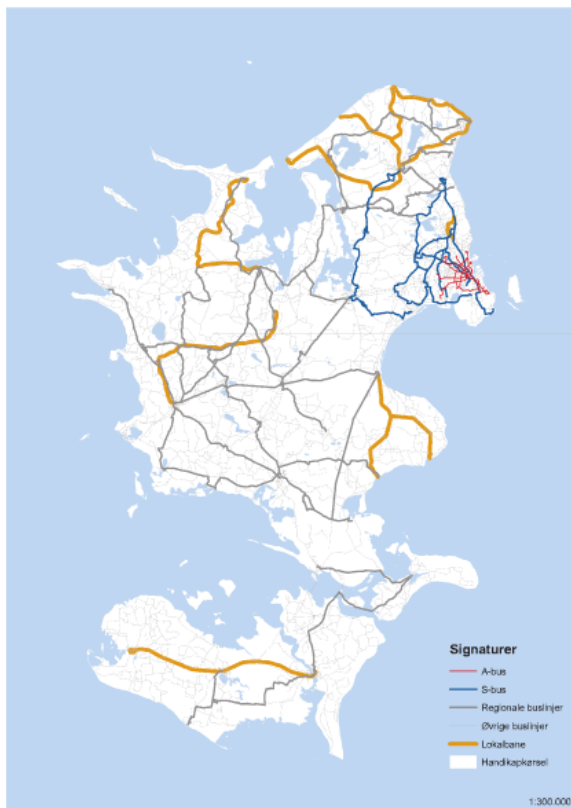 Signaturer
A-bus
S-bus
Regionale buslinjer
Øvrige buslinjer
Lokalbane
Handikapkørsel
1:300.000